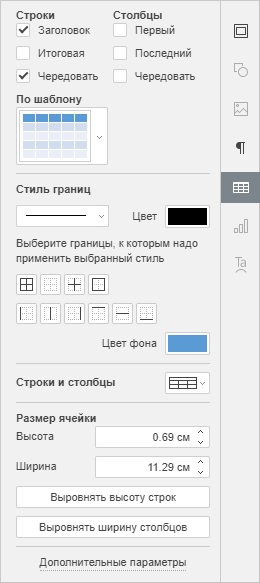 Строки Столбцы
Заголовок Первый
Итоговая Последний
Чередовать Чередовать
По шаблону
Стиль границ
Цвет
Выберите границы, к которым надо
применить выбранный стиль
Цвет фона
Строки и столбцы
Размер ячейки
Высота 0.69 см
Ширина 11.29 см
Выровнять высоту строк
Выровнять ширину столбцов
Дополнительные параметры
Ta